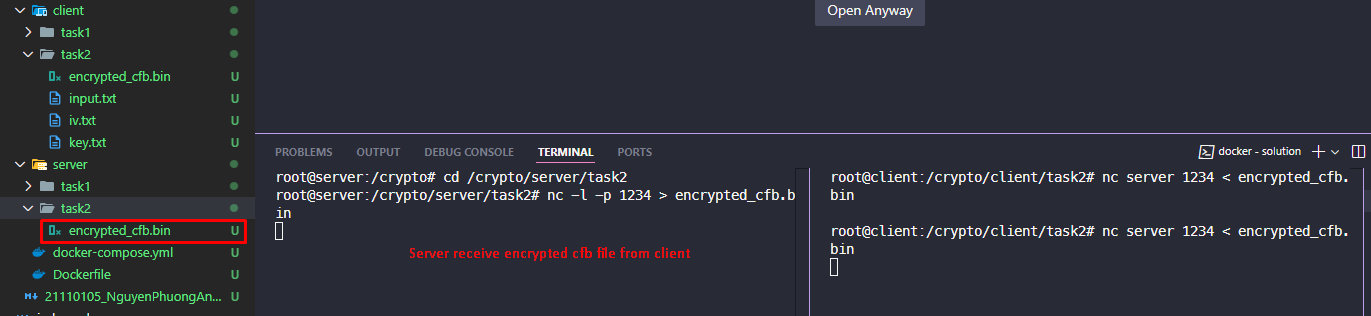 client
task1
task2
encrypted_cfb.bin U
input.txt U
iv.txt U
key.txt U
server
task1
task2
encrypted_cfb.bin U
docker-compose.yml U
Dockerfile U
21110105_NguyenPhuongAn... U
Open Anyway
PROBLEMS OUTPUT DEBUG CONSOLE TERMINAL PORTS
docker - solution
root@server:/crypto# cd /crypto/server/task2
root@server:/crypto/server/task2# nc -l -p 1234 > encrypted_cfb.b
in
Server receive encrypted cfb file from client
root@client:/crypto/client/task2# nc server 1234 < encrypted_cfb.
bin
root@client:/crypto/client/task2# nc server 1234 < encrypted_cfb.
bin